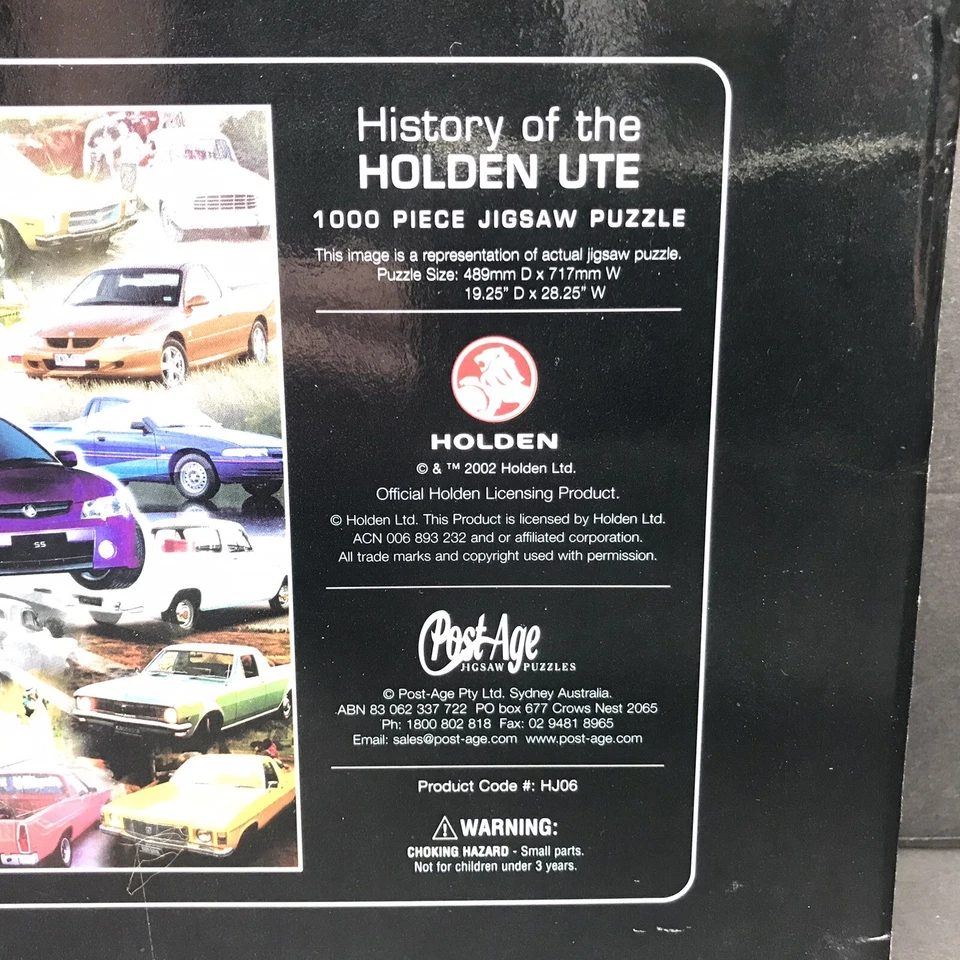 History of the
HOLDEN UTE
1000 PIECE JIGSAW PUZZLE
This image is a representation of actual jigsaw puzzle.
Puzzle Size: 489mm D x 717mm W
19.25" D x 28.25" W
HOLDEN
© & ™ 2002 Holden Ltd.
Official Holden Licensing Product.
© Holden Ltd. This Product is licensed by Holden Ltd.
ACN 006 893 232 and or affiliated corporation.
All trade marks and copyright used with permission.
SS
Post-Age
JIGSAW PUZZLES
© Post-Age Pty Ltd. Sydney Australia.
ABN 83 062 337 722 PO box 677 Crows Nest 2065
Ph: 1800 802 818 Fax: 02 9481 8965
Email: sales@post-age.com www.post-age.com
Product Code #: HJ06
WARNING:
CHOKING HAZARD - Small parts.
Not for children under 3 years.